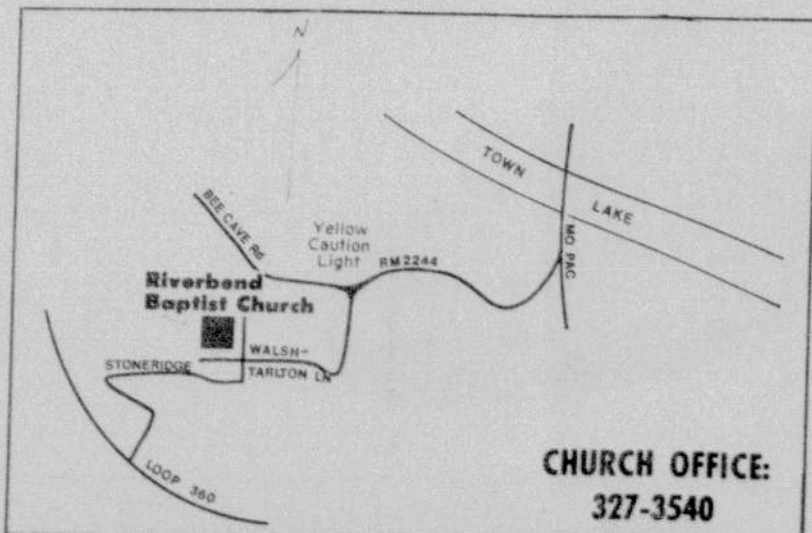 N
TOWN
LAKE
BEE CAVE Rd
Yellow
Caution
Light
RM 2244
MO PAC
Riverbend
Baptist Church
WALSH-
TARLTON LN
STONERIDGE
LOOP 360
CHURCH OFFICE:
327-3540